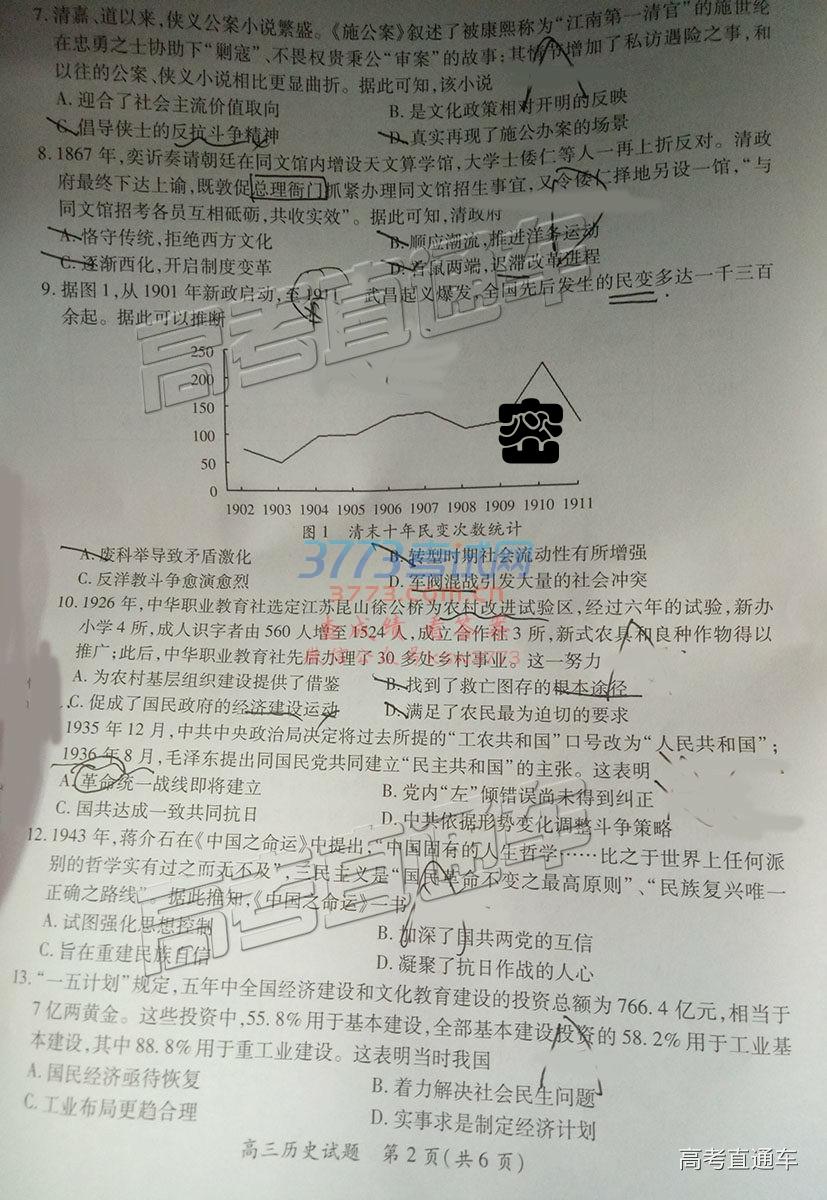 7. 清嘉、道以来，侠义公案小说繁盛。《施公案》叙述了被康熙称为“江南第一清官”的施世纶
在忠勇之士协助下“剿寇”、不畏权贵秉公“审案”的故事；其情节增加了私访遇险之事，和
以往的公案、侠义小说相比更显曲折。据此可知，该小说
A. 迎合了社会主流价值取向 B. 是文化政策相对开明的反映
C. 倡导侠士的反抗斗争精神 D. 真实再现了施公办案的场景
8. 1867 年，奕䜣奏请朝廷在同文馆内增设天文算学馆，大学士倭仁等人一再上折反对。清政
府最终下达上谕，既敦促总理衙门抓紧办理同文馆招生事宜，又令倭仁择地另设一馆，“与
同文馆招考各员互相砥砺，共收实效”。据此可知，清政府
A. 恪守传统，拒绝西方文化 B. 顺应潮流，推进洋务运动
C. 逐渐西化，开启制度变革 D. 首鼠两端，迟滞改革进程
9. 据图 1，从 1901 年新政启动，至 1911 武昌起义爆发，全国先后发生的民变多达一千三百
余起。据此可以推断
250
200
150
100
50
0
1902 1903 1904 1905 1906 1907 1908 1909 1910 1911
图 1 清末十年民变次数统计
A. 废科举导致矛盾激化 B. 转型时期社会流动性有所增强
C. 反洋教斗争愈演愈烈 D. 军阀混战引发大量的社会冲突
3773考试网
3773.com.cn
查成绩 看答案
10. 1926 年，中华职业教育社选定江苏昆山徐公桥为农村改进试验区，经过六年的试验，新办
小学 4 所，成人识字者由 560 人增至 1524 人，成立合作社 3 所，新式农具和良种作物得以
推广；此后，中华职业教育社先后办理了 30 多处乡村事业。这一努力
A. 为农村基层组织建设提供了借鉴 B. 找到了救亡图存的根本途径
C. 促成了国民政府的经济建设运动 D. 满足了农民最为迫切的要求
1935 年 12 月，中共中央政治局决定将过去所提的“工农共和国”口号改为“人民共和国”；
1936 年 8 月，毛泽东提出同国民党共同建立“民主共和国”的主张。这表明
A. 革命统一战线即将建立 B. 党内“左”倾错误尚未得到纠正
C. 国共达成一致共同抗日 D. 中共依据形势变化调整斗争策略
12. 1943 年，蒋介石在《中国之命运》中提出，“中国固有的人生哲学……比之于世界上任何派
别的哲学实有过之而无不及”，三民主义是“国民革命不变之最高原则”、“民族复兴唯一
正确之路线”。据此推知，《中国之命运》一书
A. 试图强化思想控制 B. 加深了国共两党的互信
C. 旨在重建民族自信 D. 凝聚了抗日作战的人心
13. “一五计划”规定，五年中全国经济建设和文化教育建设的投资总额为 766.4 亿元，相当于
7 亿两黄金。这些投资中，55.8%用于基本建设，全部基本建设投资的 58.2%用于工业基
本建设，其中 88.8%用于重工业建设。这表明当时我国
A. 国民经济亟待恢复 B. 着力解决社会民生问题
C. 工业布局更趋合理 D. 实事求是制定经济计划
高三历史试题 第 2 页（共 6 页）
高考直通车
高考直通车
高考直通车